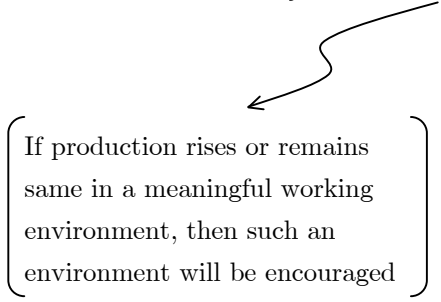 If production rises or remains
same in a meaningful working
environment, then such an
environment will be encouraged